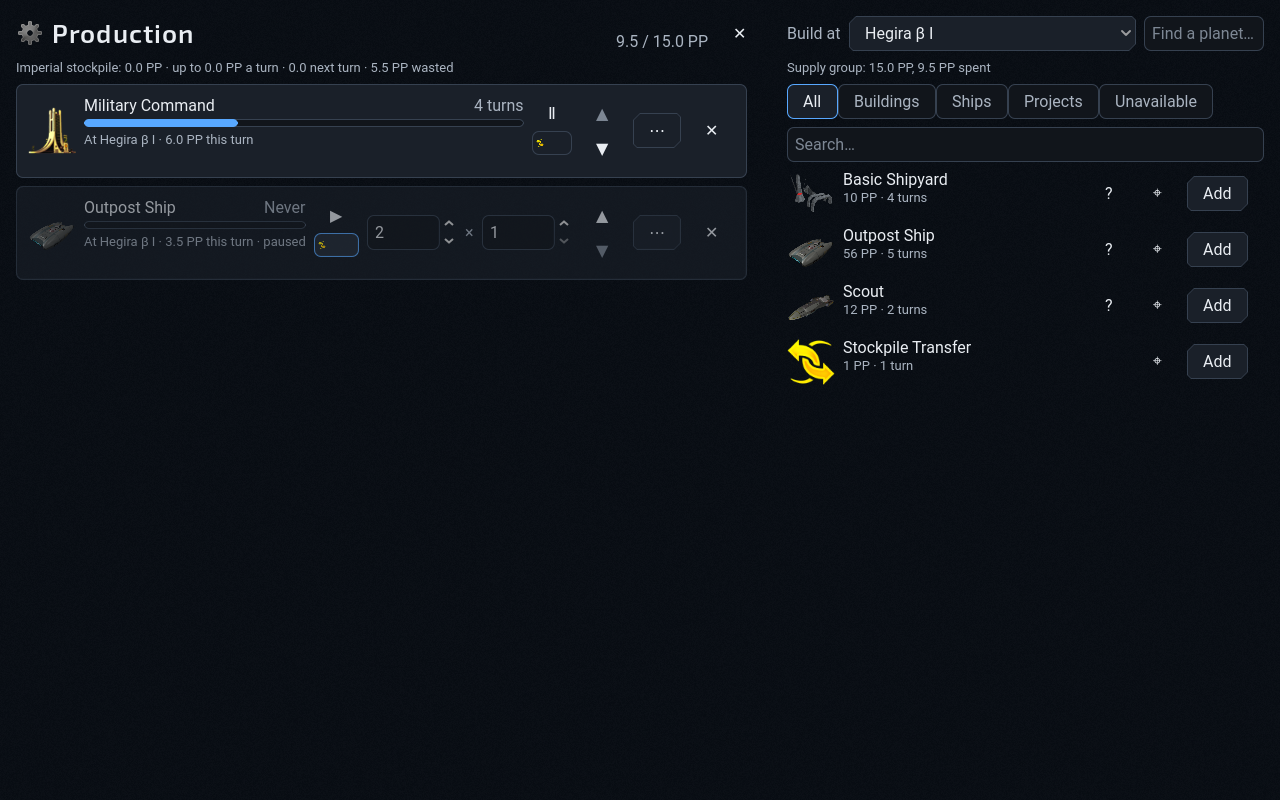 Production
9.5 / 15.0 PP
×
Imperial stockpile: 0.0 PP · up to 0.0 PP a turn · 0.0 next turn · 5.5 PP wasted
Military Command
4 turns
At Hegira β I · 6.0 PP this turn
...
×
Outpost Ship
Never
At Hegira β I · 3.5 PP this turn · paused
2 × 1
...
×
Build at
Hegira β I
Find a planet...
Supply group: 15.0 PP, 9.5 PP spent
All
Buildings
Ships
Projects
Unavailable
Search...
Basic Shipyard
10 PP · 4 turns
?
Add
Outpost Ship
56 PP · 5 turns
?
Add
Scout
12 PP · 2 turns
?
Add
Stockpile Transfer
1 PP · 1 turn
Add